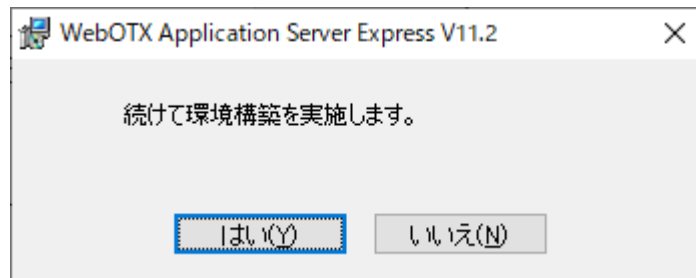 WebOTX Application Server Express V11.2
続けて環境構築を実施します。
はい(Y)
いいえ(N)